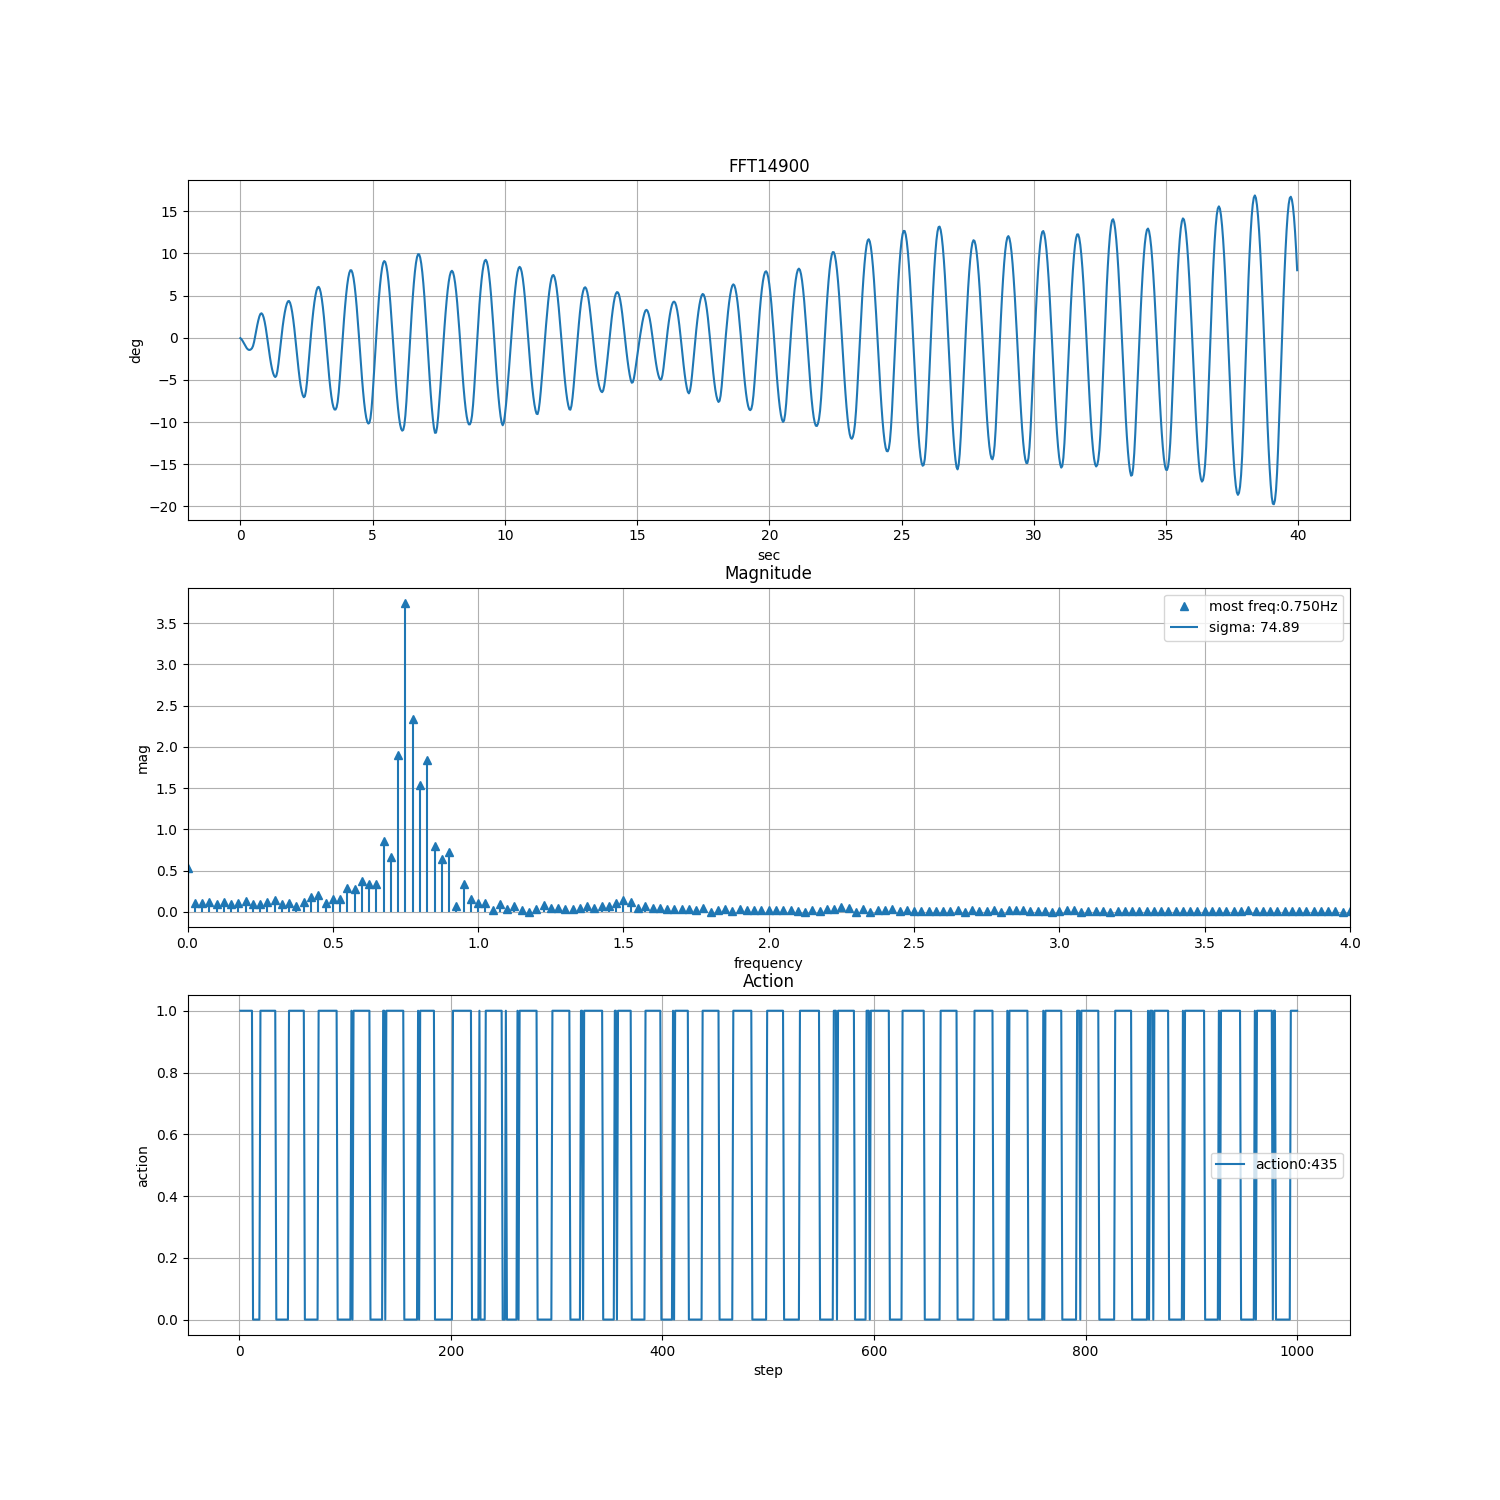 FFT14900
15
10
5
0
−5
−10
−15
−20
deg
0 5 10 15 20 25 30 35 40
sec
Magnitude
most freq:0.750Hz
sigma: 74.89
3.5
3.0
2.5
2.0
1.5
1.0
0.5
0.0
mag
0.0 0.5 1.0 1.5 2.0 2.5 3.0 3.5 4.0
frequency
Action
1.0
0.8
0.6
0.4
0.2
0.0
action
action0:435
0 200 400 600 800 1000
step